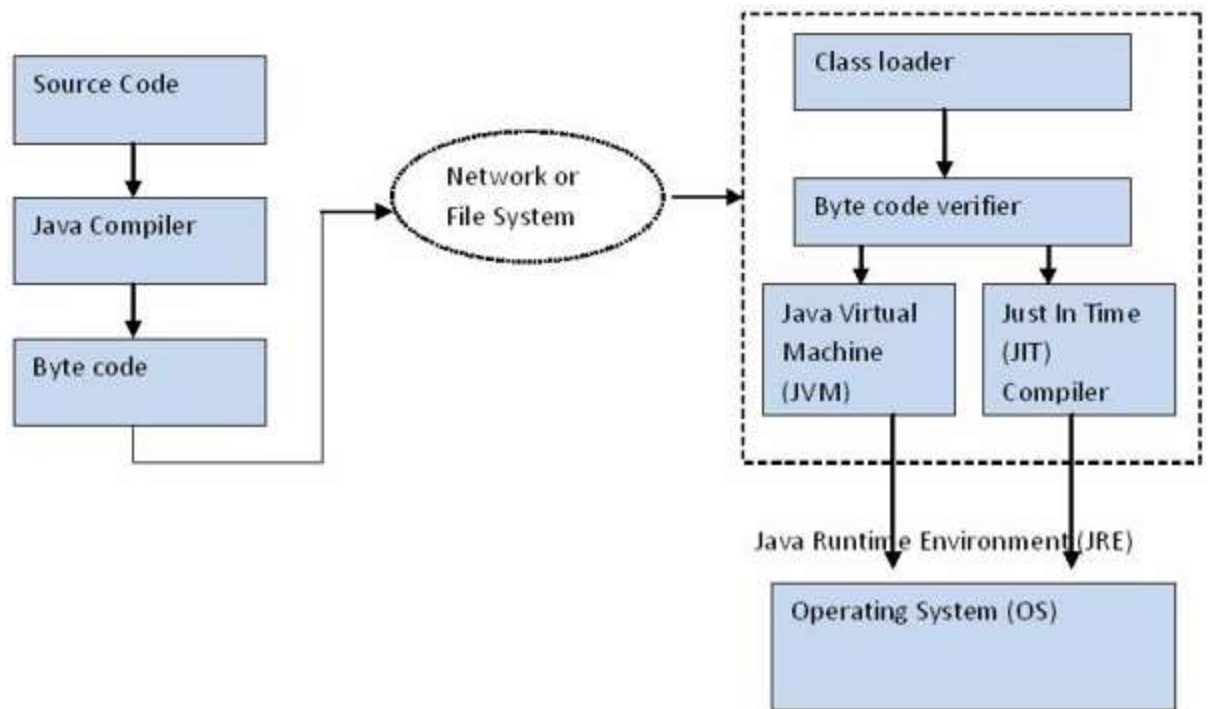 Source Code
Java Compiler
Byte code
Network or
File System
Class loader
Byte code verifier
Java Virtual
Machine
(JVM)
Just In Time
(JIT)
Compiler
Java Runtime Environment (JRE)
Operating System (OS)